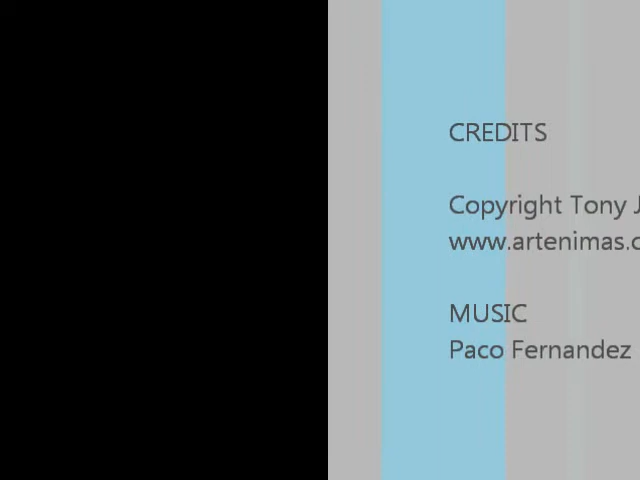 CREDITS
Copyright Tony
www.artenimas.c
MUSIC
Paco Fernandez